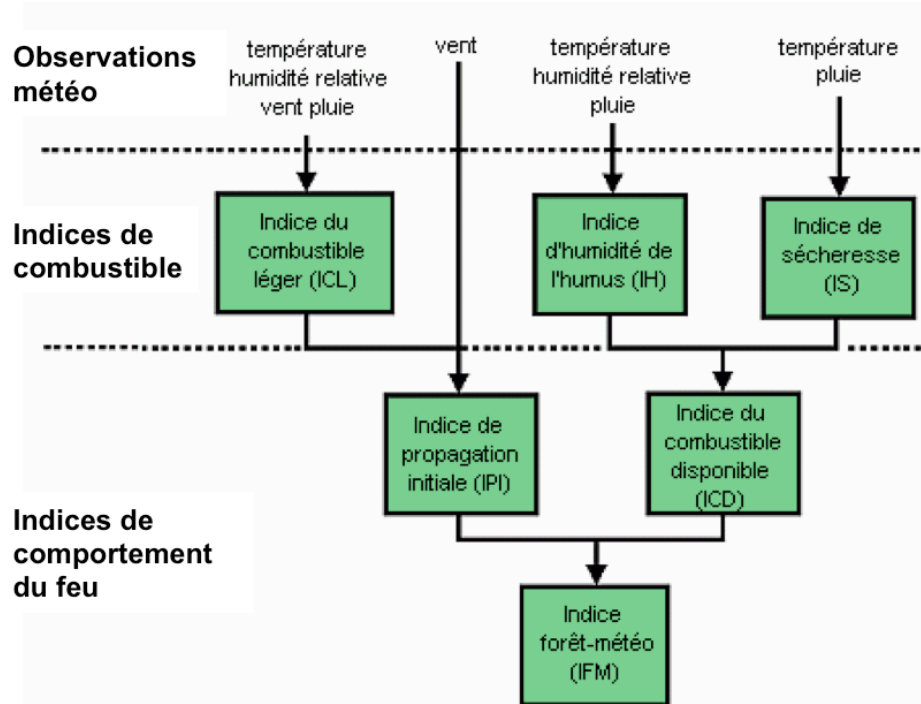 Observations
météo
température
humidité relative
vent pluie
vent
température
humidité relative
pluie
température
pluie
Indices de
combustible
Indice du
combustible
léger (ICL)
Indice
d'humidité de
l'humus (IH)
Indice de
sécheresse
(IS)
Indices de
comportement
du feu
Indice de
propagation
initiale (IPI)
Indice du
combustible
disponible
(ICD)
Indice
forêt-météo
(IFM)